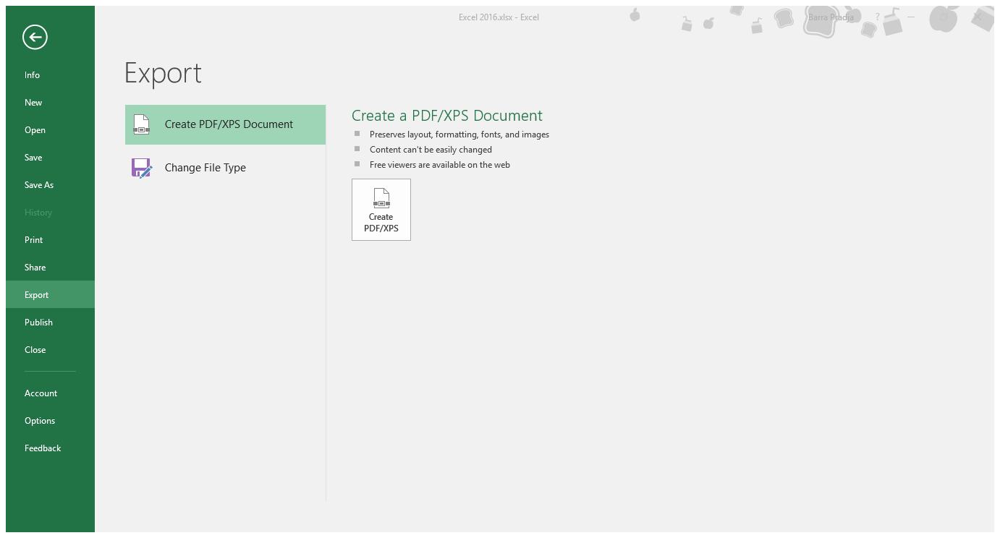 Excel 2016.xlsx - Excel
Barra Pradja
?
Info
New
Open
Save
Save As
History
Print
Share
Export
Publish
Close
Account
Options
Feedback
Export
Create PDF/XPS Document
Change File Type
Create a PDF/XPS Document
Preserves layout, formatting, fonts, and images
Content can't be easily changed
Free viewers are available on the web
Create
PDF/XPS